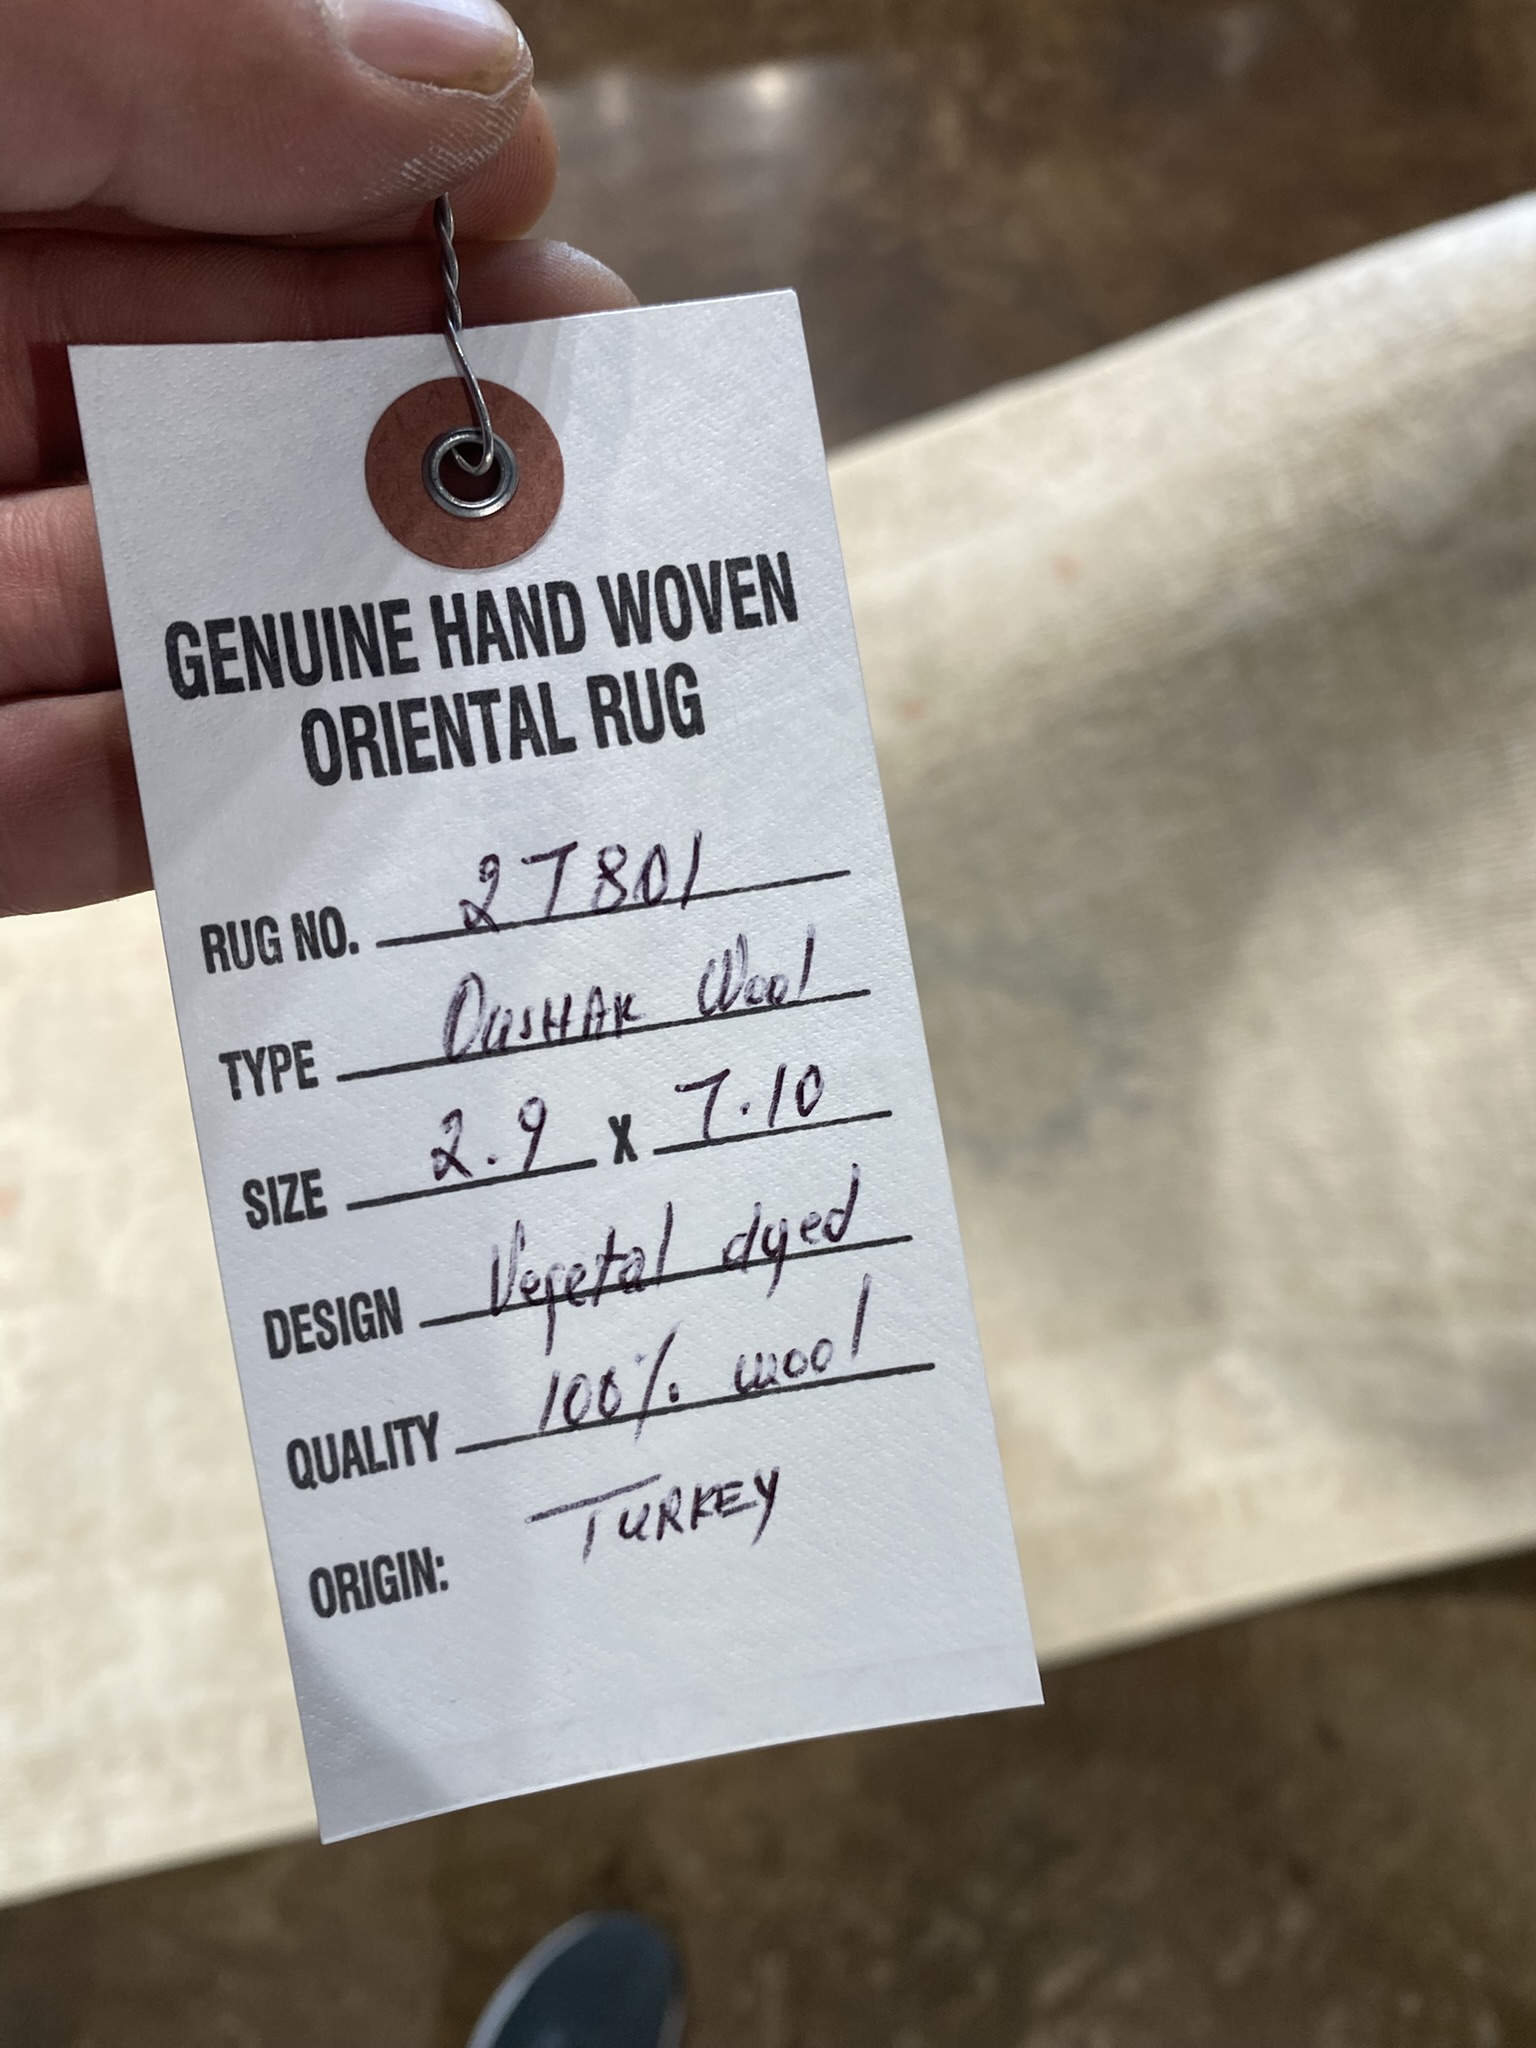 GENUINE HAND WOVEN
ORIENTAL RUG
RUG NO. 27801
TYPE OUSHAK Wool
SIZE 2.9 X 7.10
DESIGN Vegetal dyed
QUALITY 100% wool
ORIGIN: TURKEY